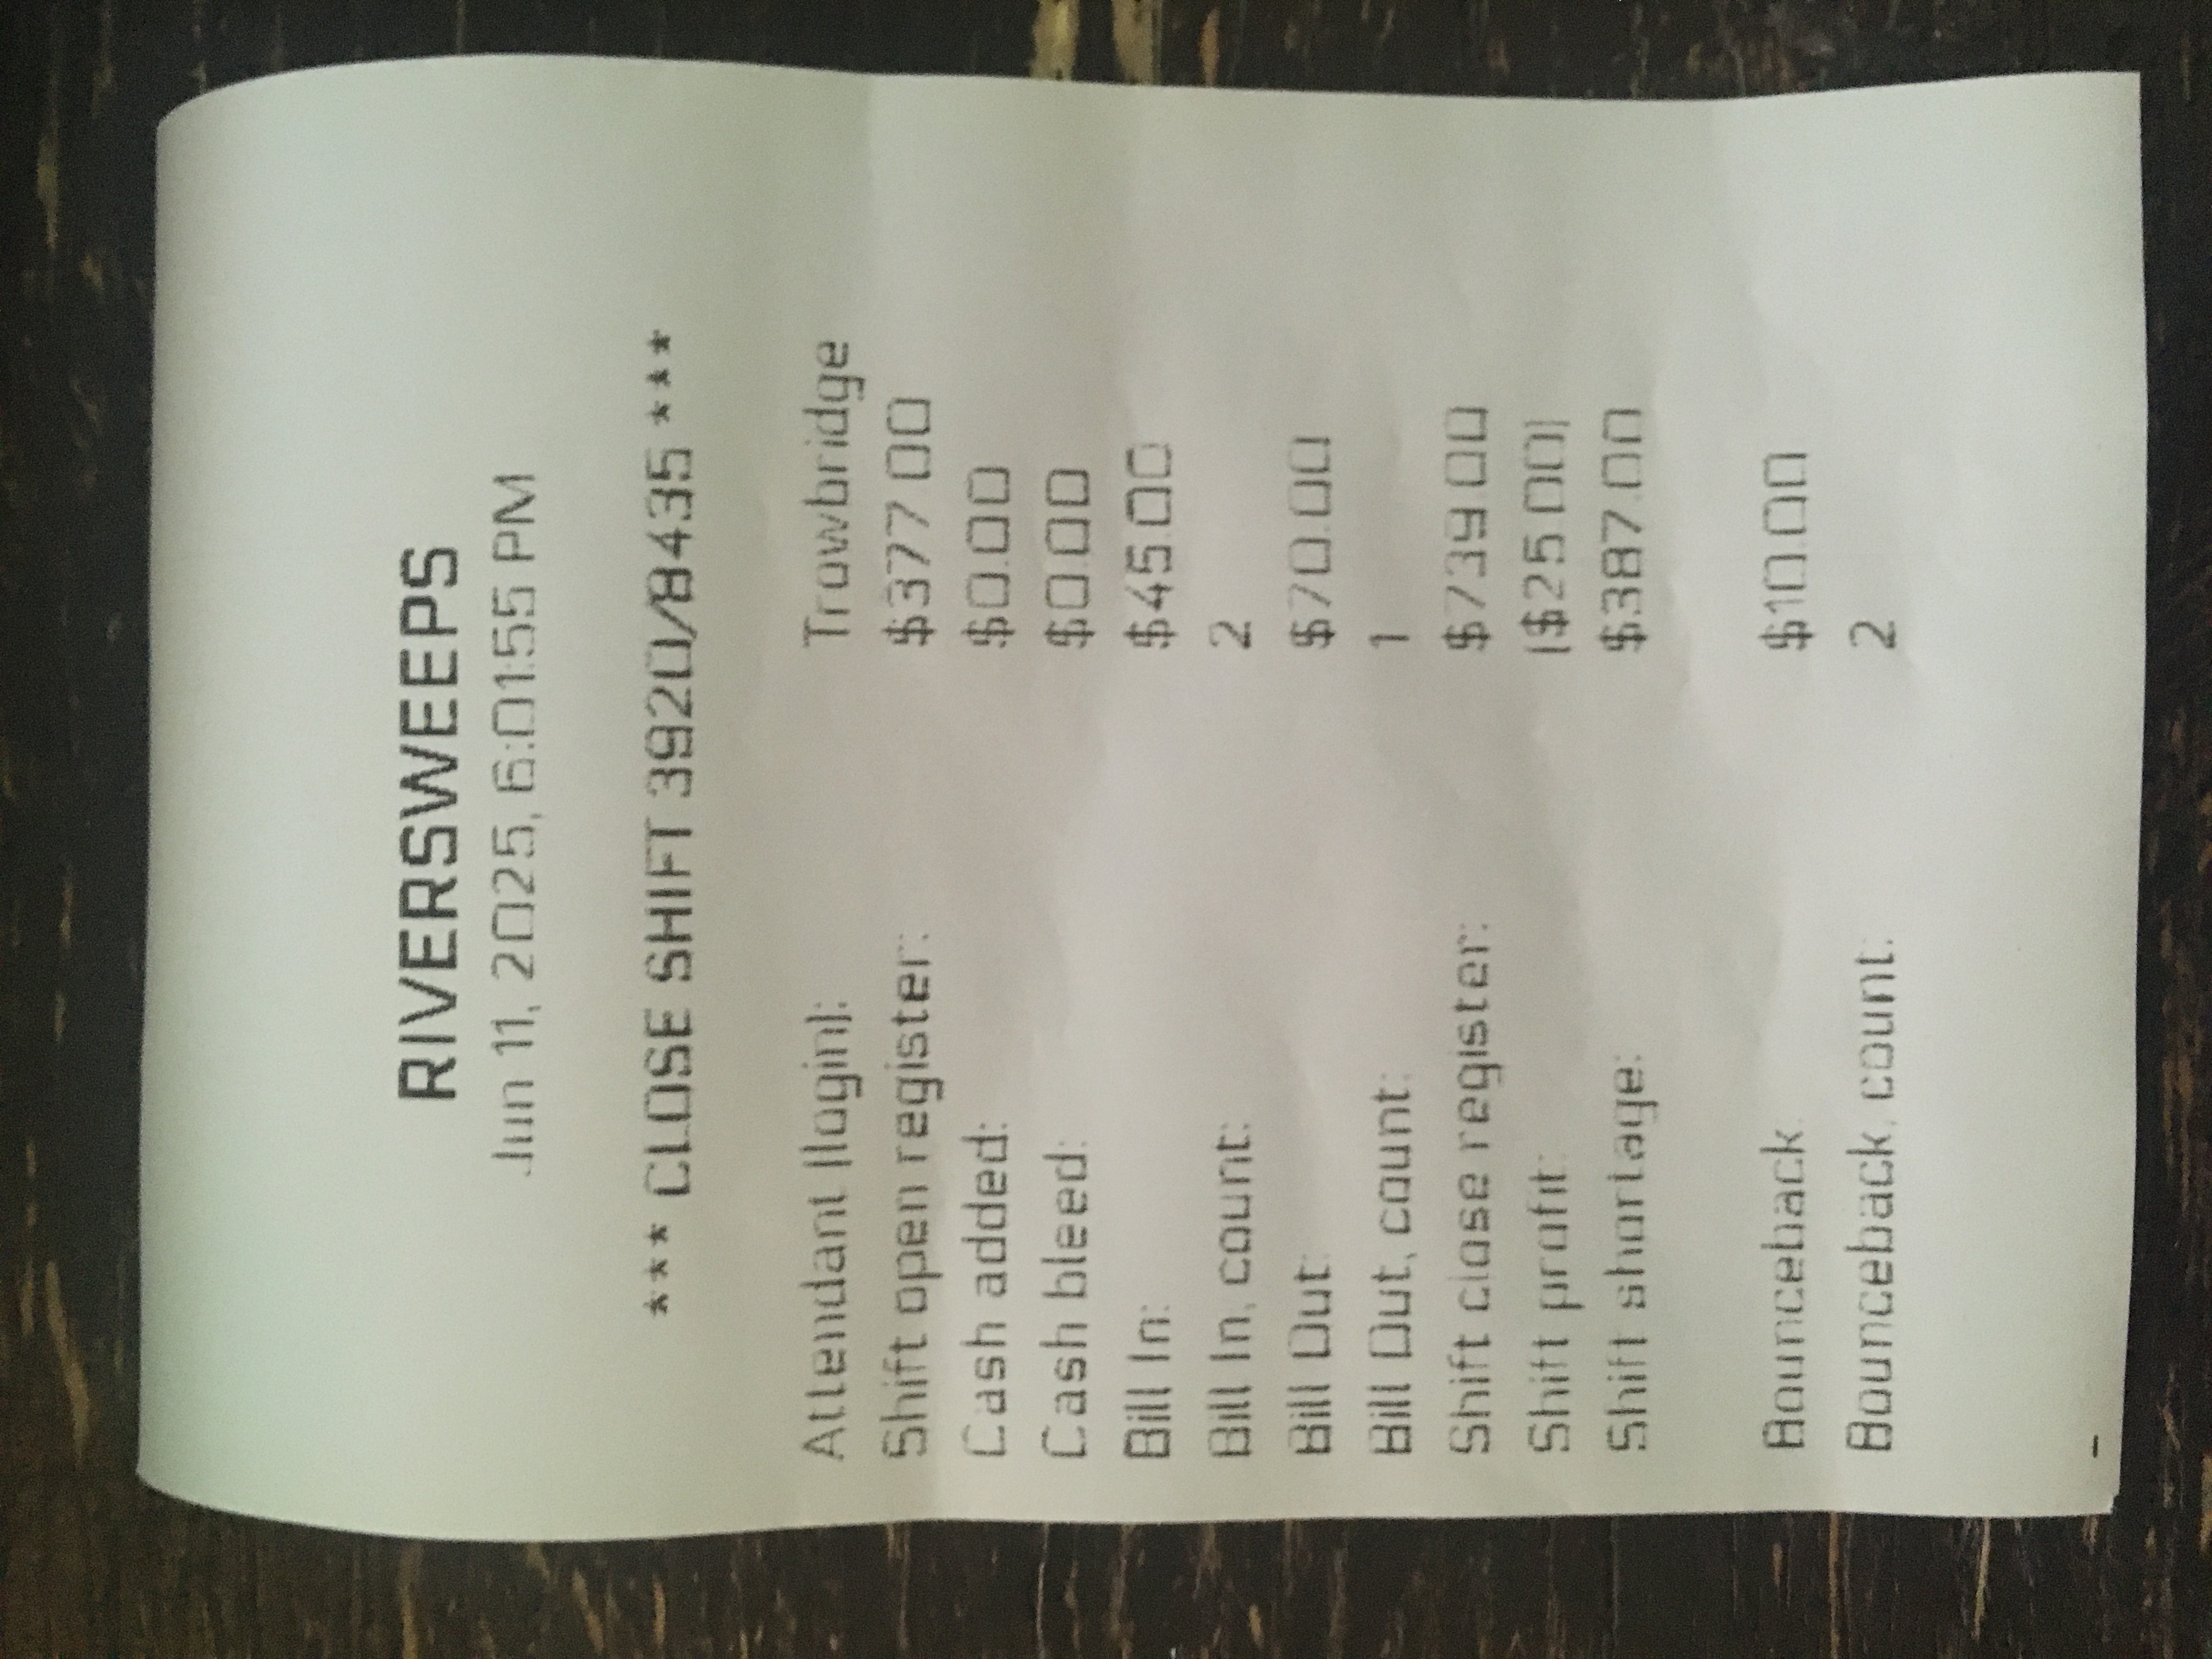 RIVERSWEEPS
Jun 11, 2025, 6:01:55 PM
*** CLOSE SHIFT 3920/8435 ***
Attendant (login): Trowbridge
Shift open register: $377.00
Cash added: $0.00
Cash bleed: $0.00
Bill In: $45.00
Bill In, count: 2
Bill Out: $70.00
Bill Out, count: 1
Shift close register: $739.00
Shift profit: ($25.00)
Shift shortage: $387.00
Bounceback: $10.00
Bounceback, count: 2